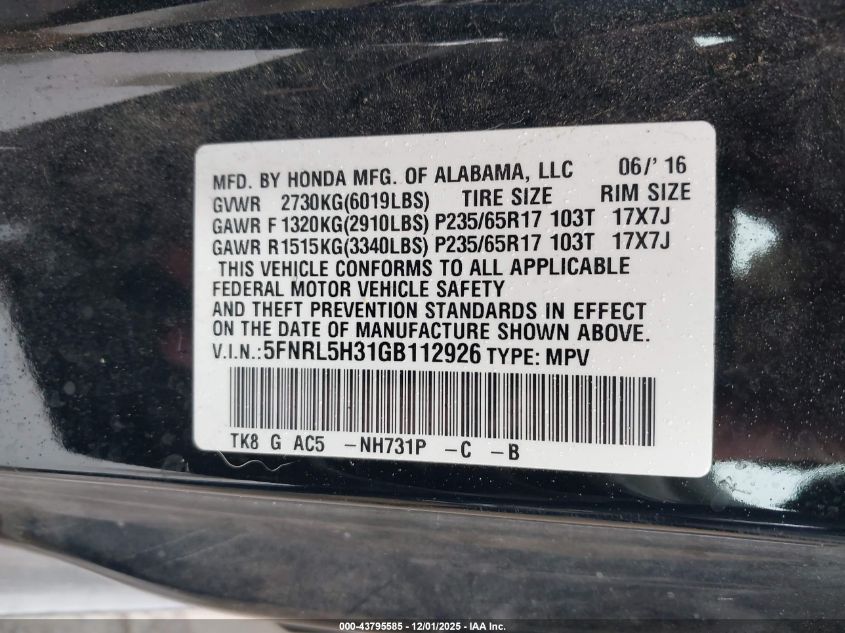 MFD. BY HONDA MFG. OF ALABAMA, LLC 06/'16
GVWR 2730KG(6019LBS) TIRE SIZE RIM SIZE
GAWR F 1320KG(2910LBS) P235/65R17 103T 17X7J
GAWR R1515KG(3340LBS) P235/65R17 103T 17X7J
THIS VEHICLE CONFORMS TO ALL APPLICABLE
FEDERAL MOTOR VEHICLE SAFETY
AND THEFT PREVENTION STANDARDS IN EFFECT
ON THE DATE OF MANUFACTURE SHOWN ABOVE.
V.I.N.:5FNRL5H31GB112926 TYPE: MPV
TK8 G AC5 -NH731P -C -B
000-43795585 - 12/01/2025 - IAA Inc.